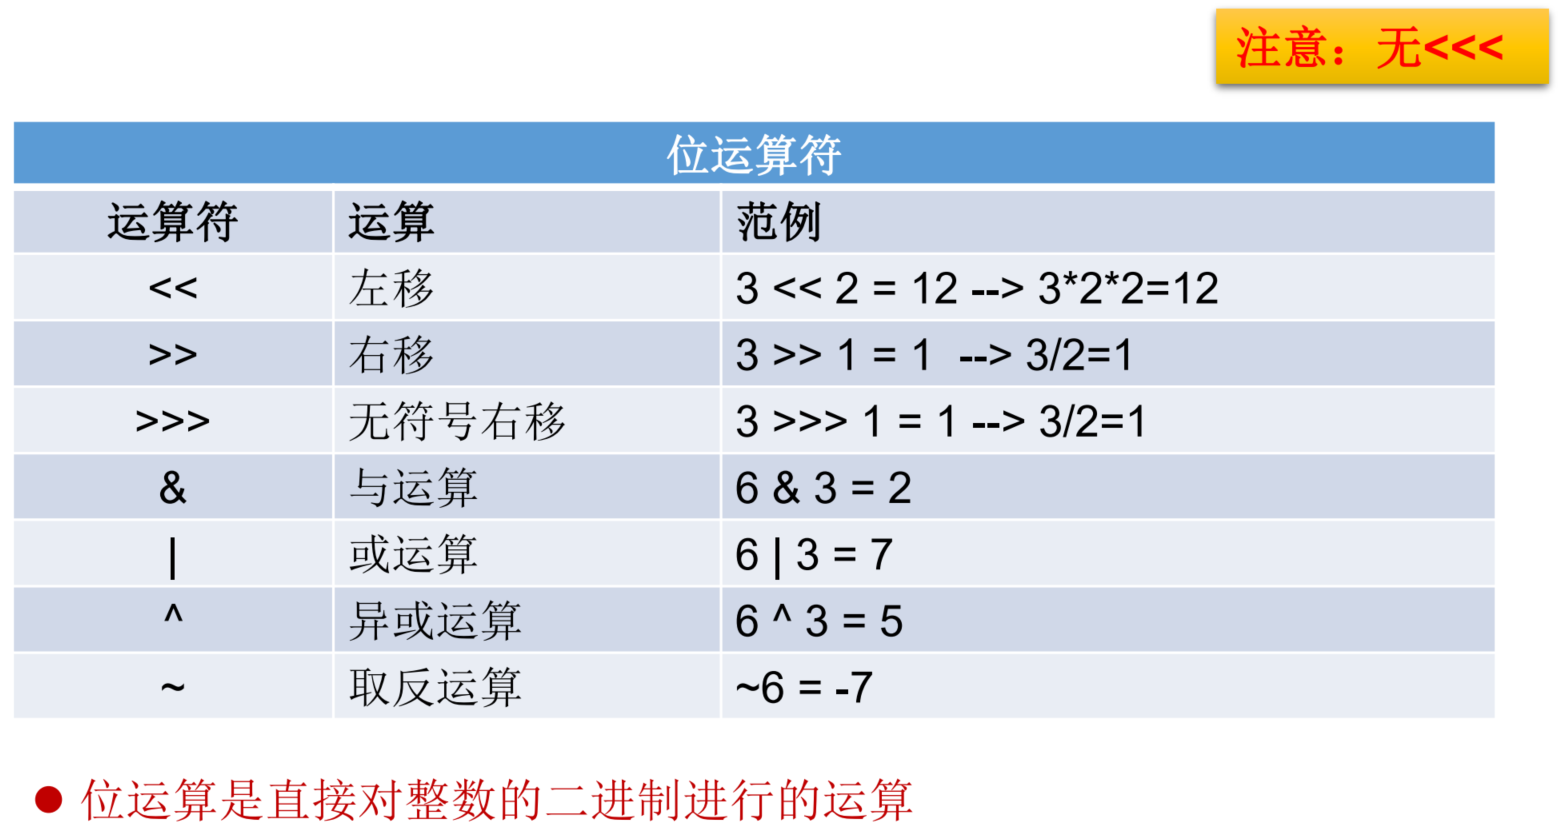 注意：无<<<
位运算符
运算符 运算 范例
<< 左移 3 << 2 = 12 --> 3*2*2=12
>> 右移 3 >> 1 = 1 --> 3/2=1
>>> 无符号右移 3 >>> 1 = 1 --> 3/2=1
& 与运算 6 & 3 = 2
| 或运算 6 | 3 = 7
^ 异或运算 6 ^ 3 = 5
~ 取反运算 ~6 = -7
● 位运算是直接对整数的二进制进行的运算